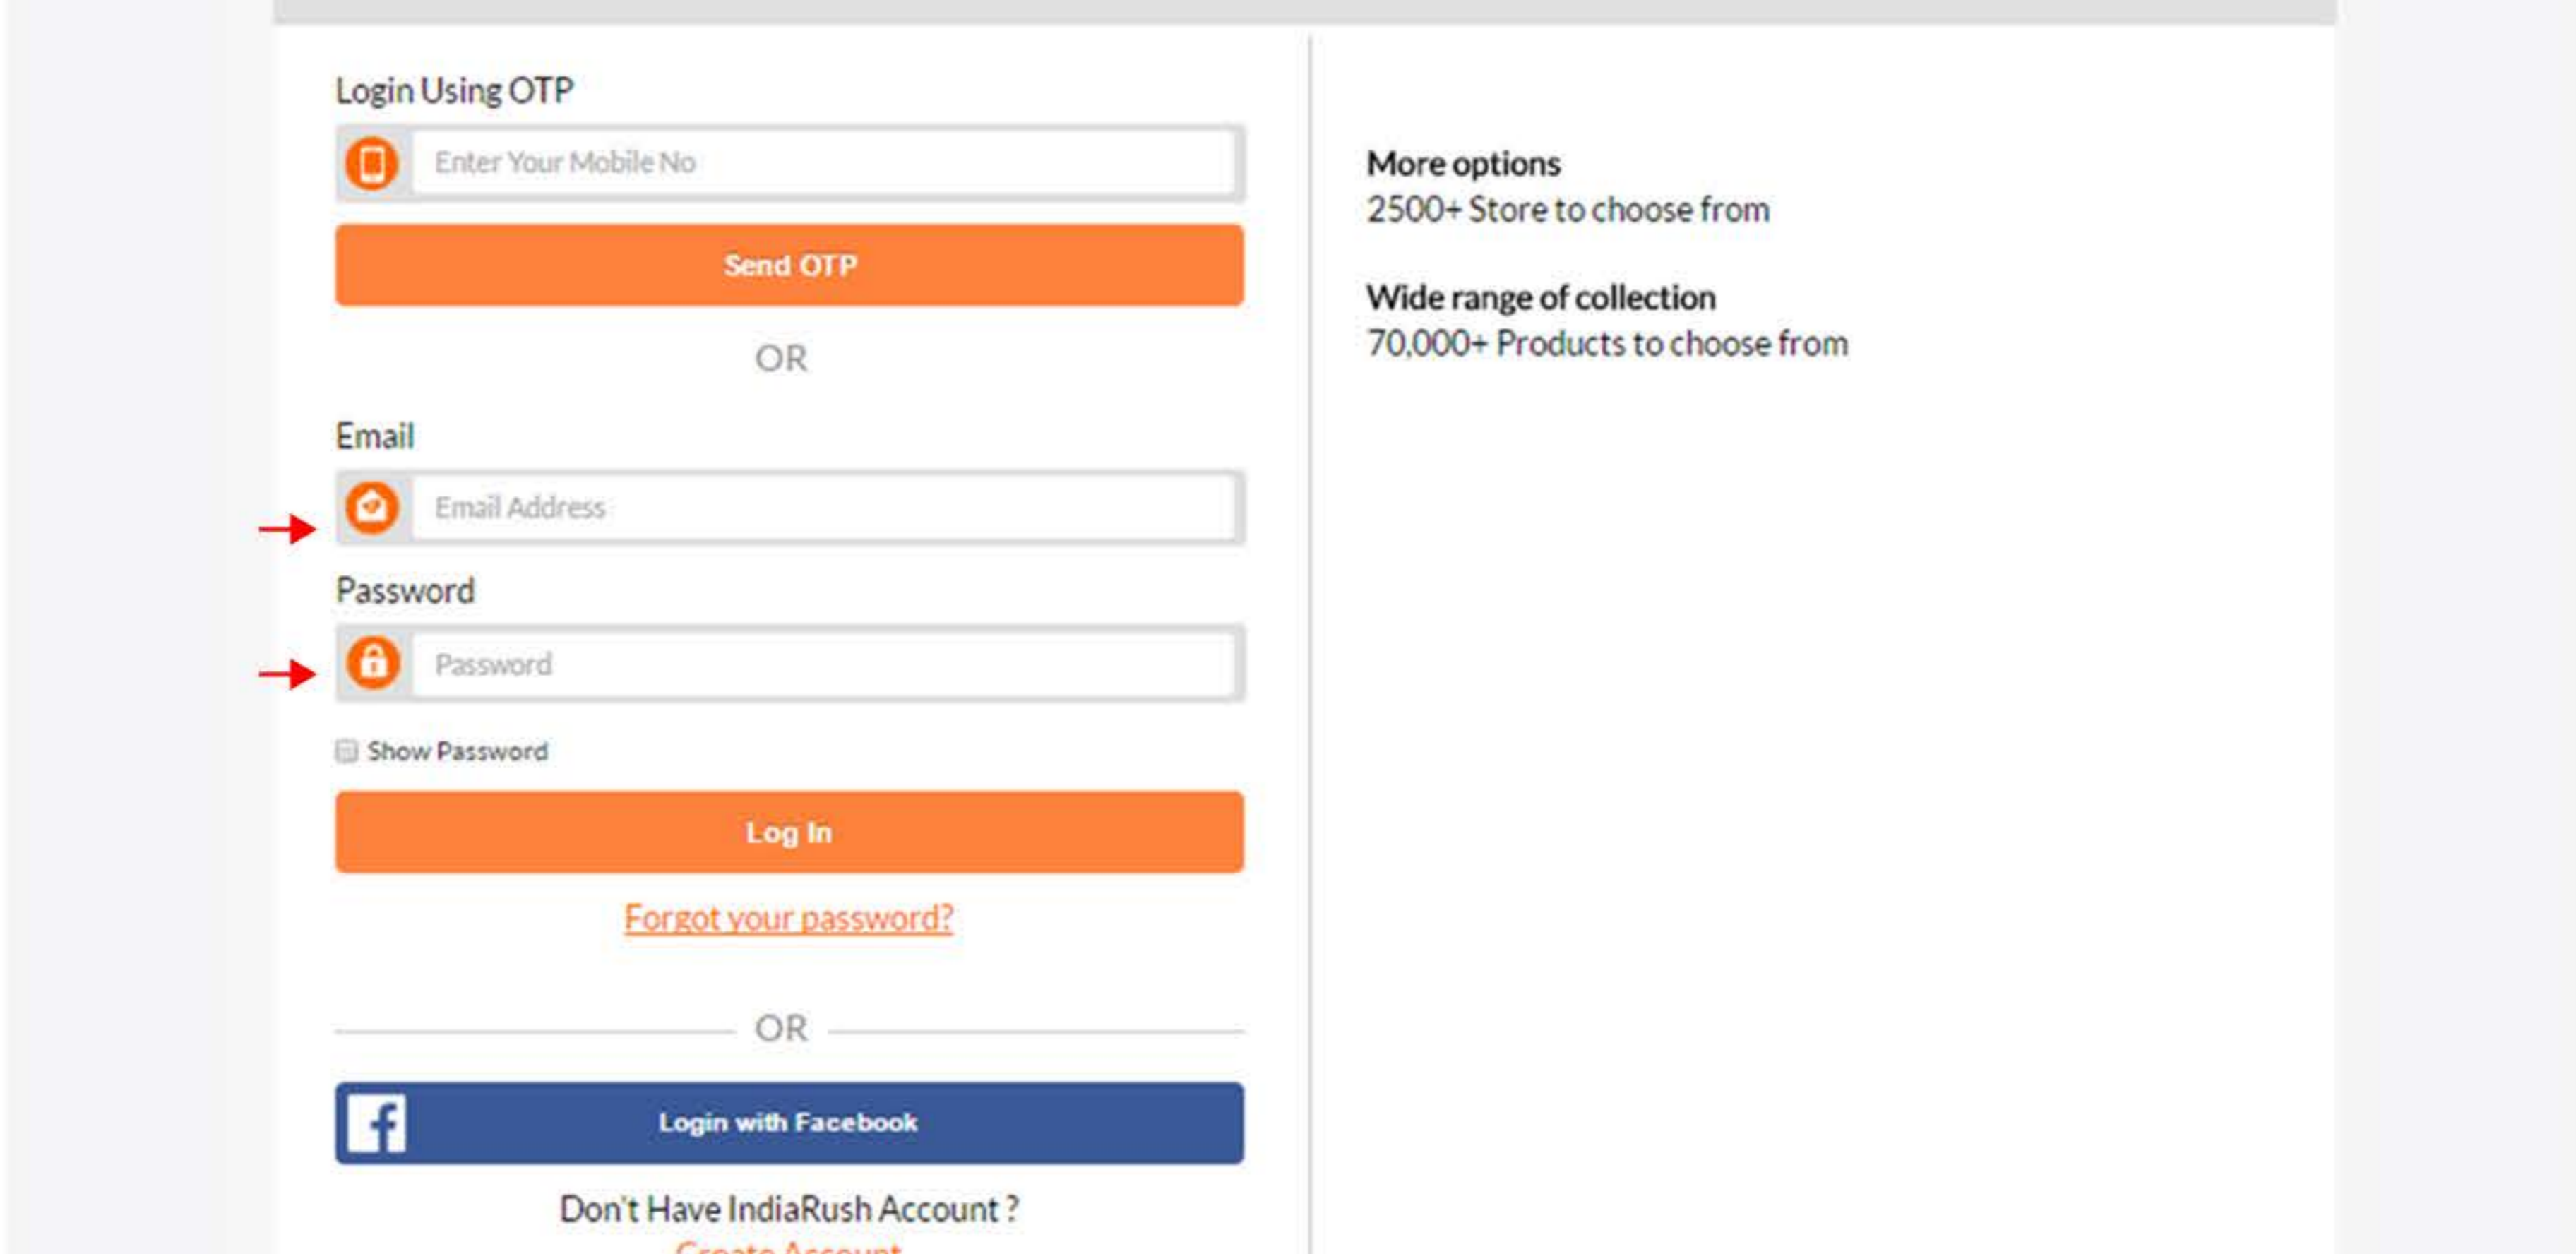 Login Using OTP
Enter Your Mobile No
Send OTP
OR
Email
Email Address
Password
Password
Show Password
Log In
Forgot your password?
OR
Login with Facebook
Don't Have IndiaRush Account ?
Create Account
More options
2500+ Store to choose from
Wide range of collection
70,000+ Products to choose from